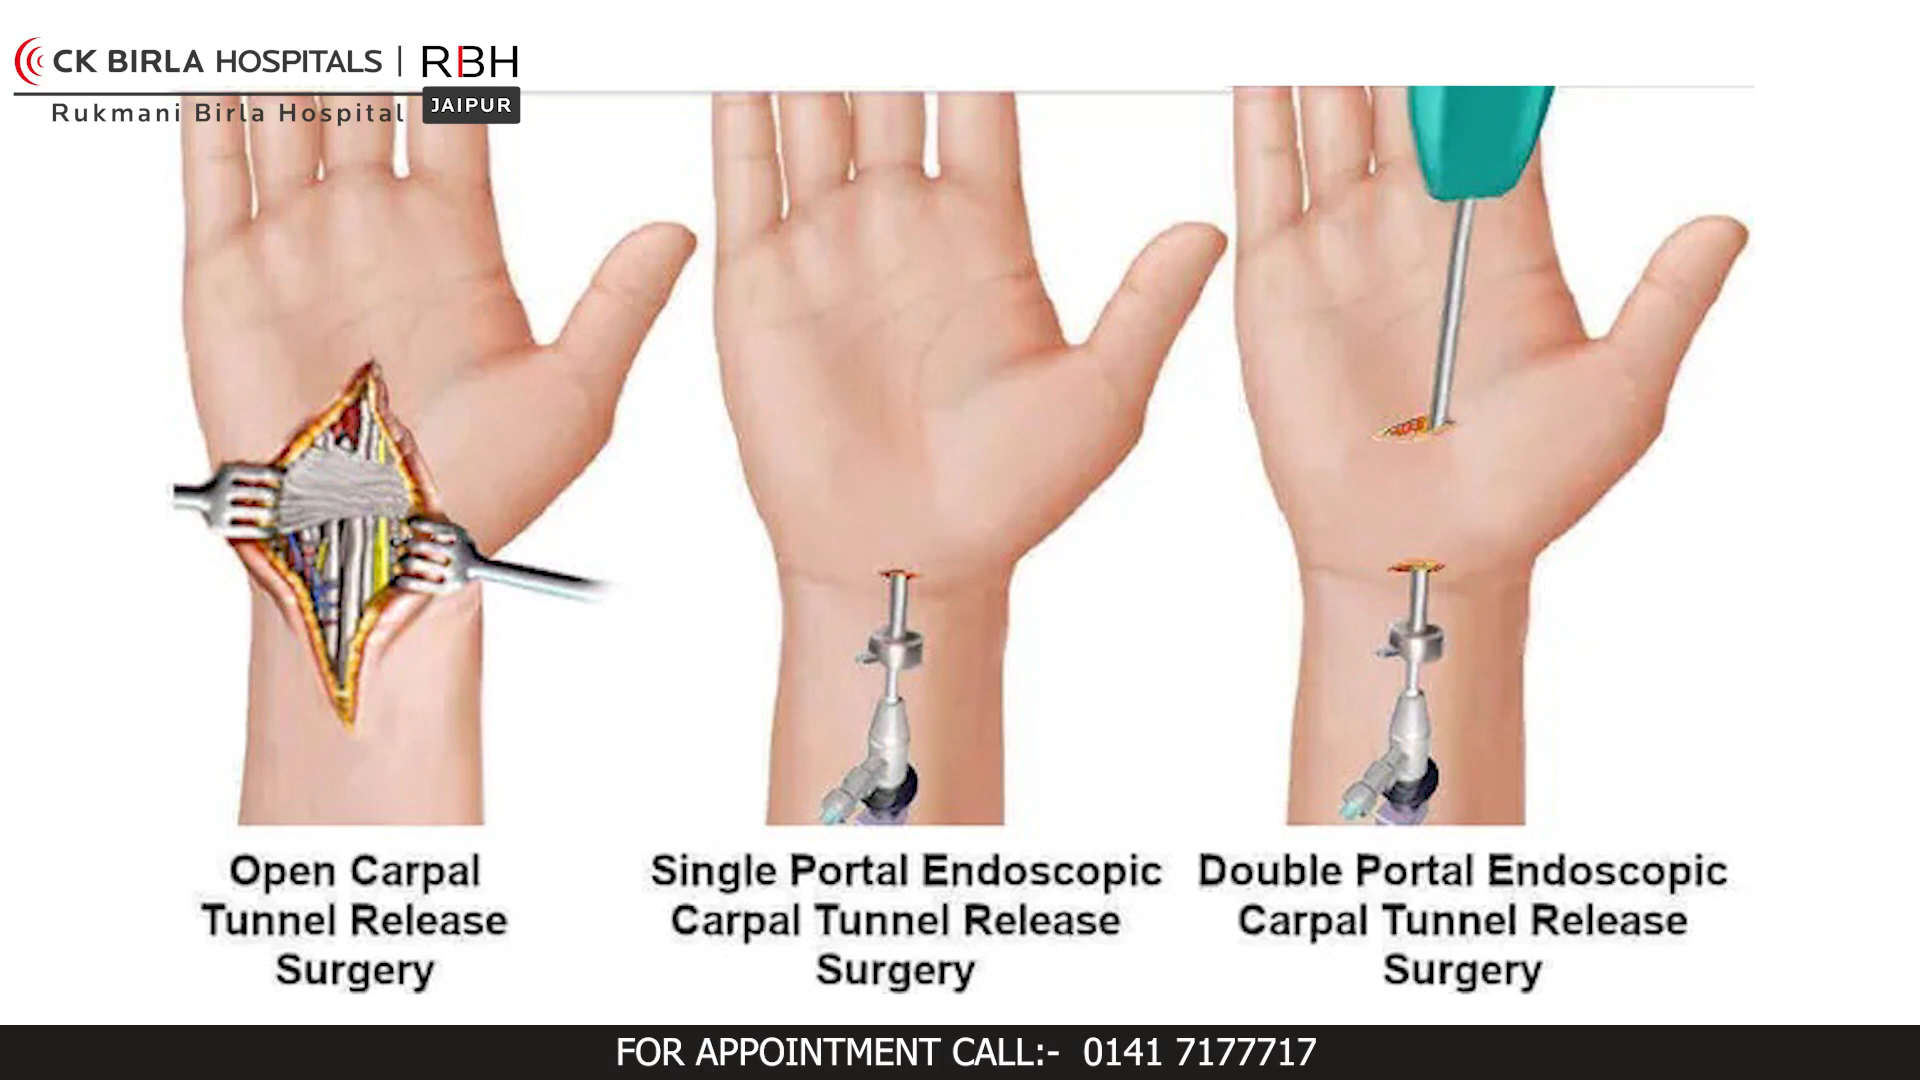 CK BIRLA HOSPITALS | RBH
Rukmani Birla Hospital JAIPUR
Open Carpal
Tunnel Release
Surgery
Single Portal Endoscopic
Carpal Tunnel Release
Surgery
Double Portal Endoscopic
Carpal Tunnel Release
Surgery
FOR APPOINTMENT CALL:- 0141 7177717